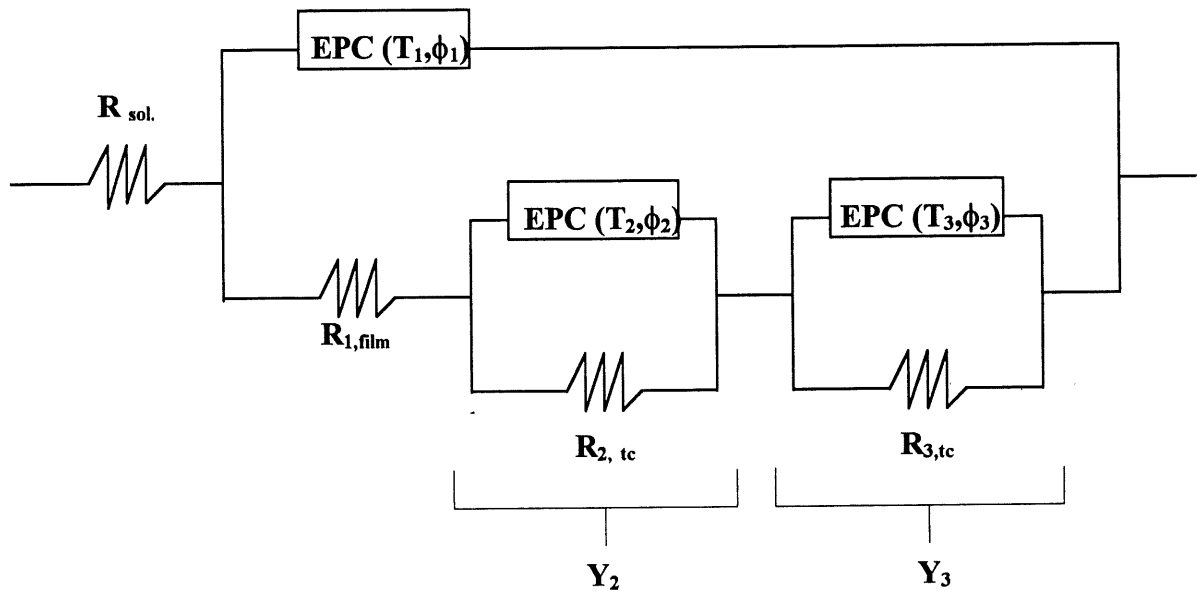 EPC (T₁,ϕ₁)
R sol.
EPC (T₂,ϕ₂)
EPC (T₃,ϕ₃)
R₁,film
R₂, tc
R₃,tc
Y₂
Y₃